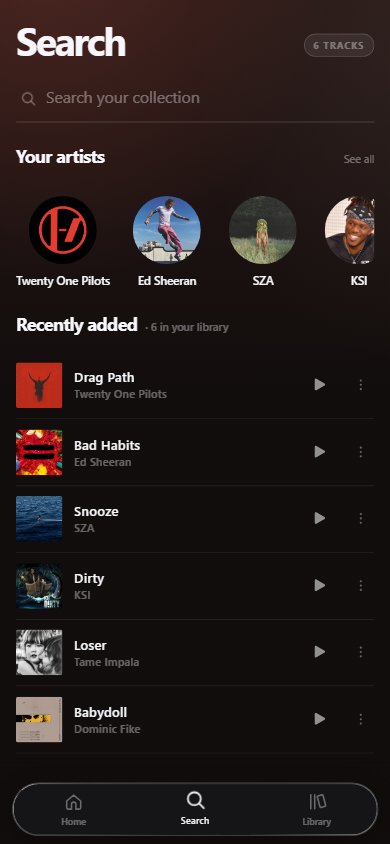 Search
6 TRACKS
Search your collection
Your artists
See all
Twenty One Pilots
Ed Sheeran
SZA
KSI
Recently added · 6 in your library
Drag Path
Twenty One Pilots
Bad Habits
Ed Sheeran
Snooze
SZA
Dirty
KSI
Loser
Tame Impala
Babydoll
Dominic Fike
Home
Search
Library